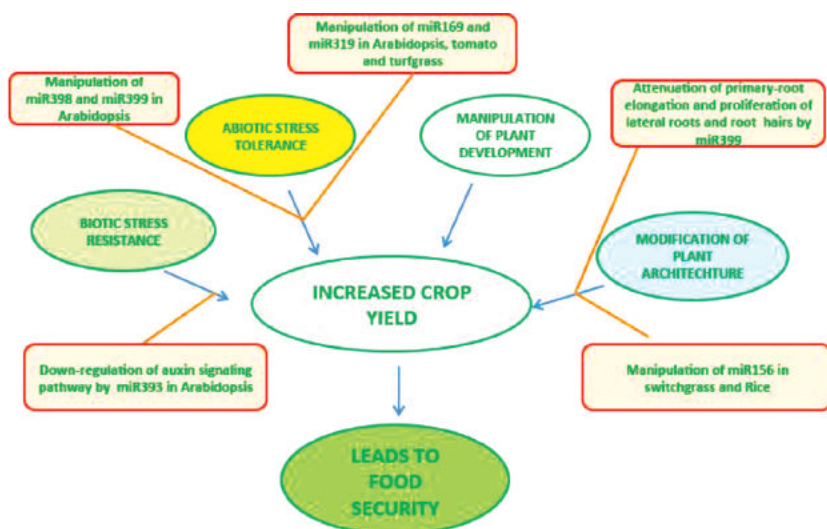 Manipulation of miR169 and
miR319 in Arabidopsis, tomato
and turfgrass
Manipulation of
miR398 and miR399 in
Arabidopsis
ABIOTIC STRESS
TOLERANCE
MANIPULATION
OF PLANT
DEVELOPMENT
Attenuation of primary-root
elongation and proliferation of
lateral roots and root hairs by
miR399
BIOTIC STRESS
RESISTANCE
MODIFICATION OF
PLANT
ARCHITECHTURE
INCREASED CROP
YIELD
Down-regulation of auxin signaling
pathway by miR393 in Arabidopsis
Manipulation of miR156 in
switchgrass and Rice
LEADS TO
FOOD
SECURITY